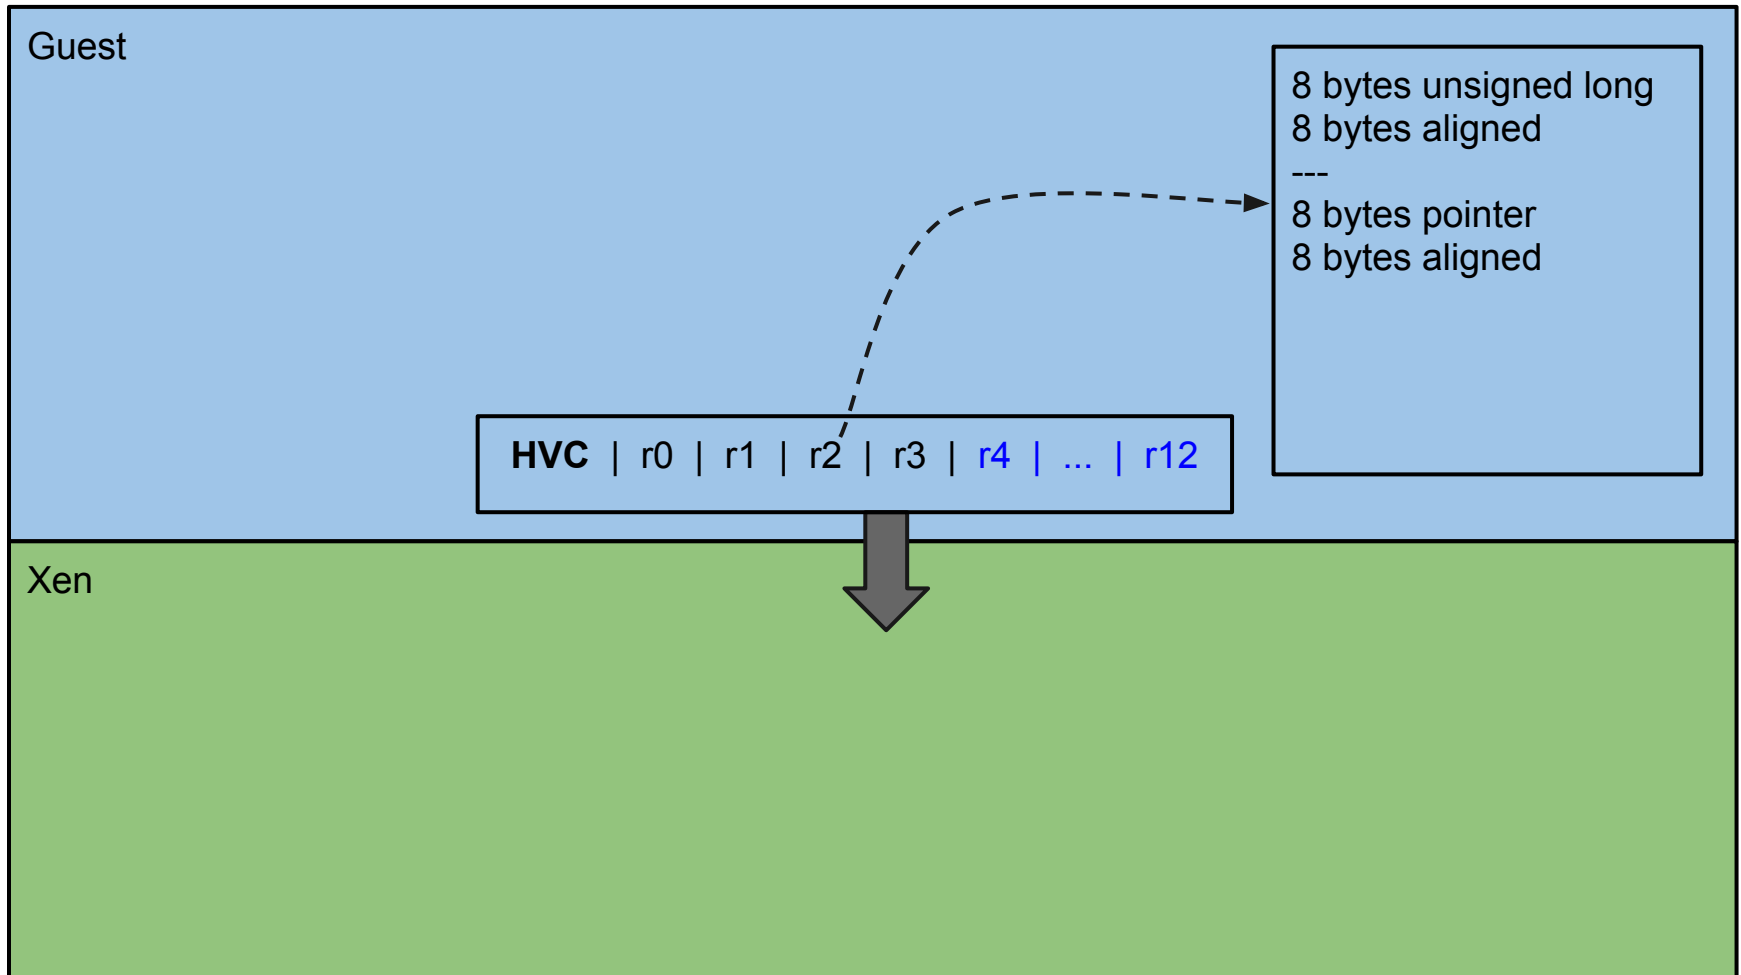 Guest
8 bytes unsigned long
8 bytes aligned
---
8 bytes pointer
8 bytes aligned
HVC | r0 | r1 | r2 | r3 | r4 | ... | r12
Xen